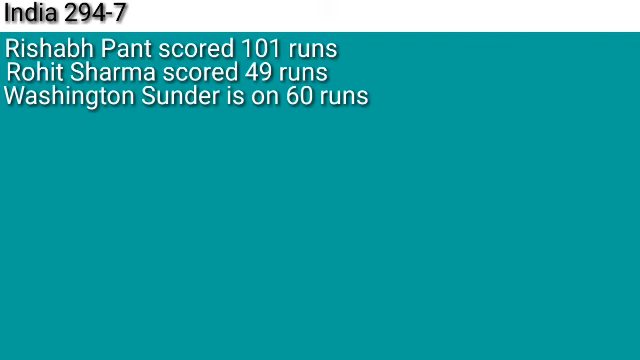 India 294-7
Rishabh Pant scored 101 runs
Rohit Sharma scored 49 runs
Washington Sunder is on 60 runs